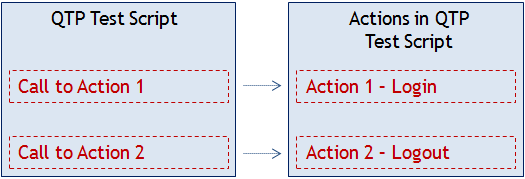 QTP Test Script
Call to Action 1
Call to Action 2
Actions in QTP
Test Script
Action 1 – Login
Action 2 – Logout